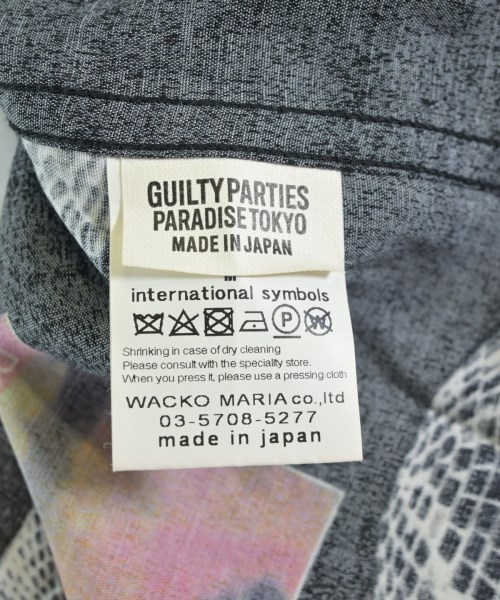 GUILTY PARTIES
PARADISE TOKYO
MADE IN JAPAN
international symbols
P W
Shrinking in case of dry cleaning
Please consult with the speciality store.
When you press it, please use a pressing cloth
WACKO MARIA co.,ltd
03-5708-5277
made in japan